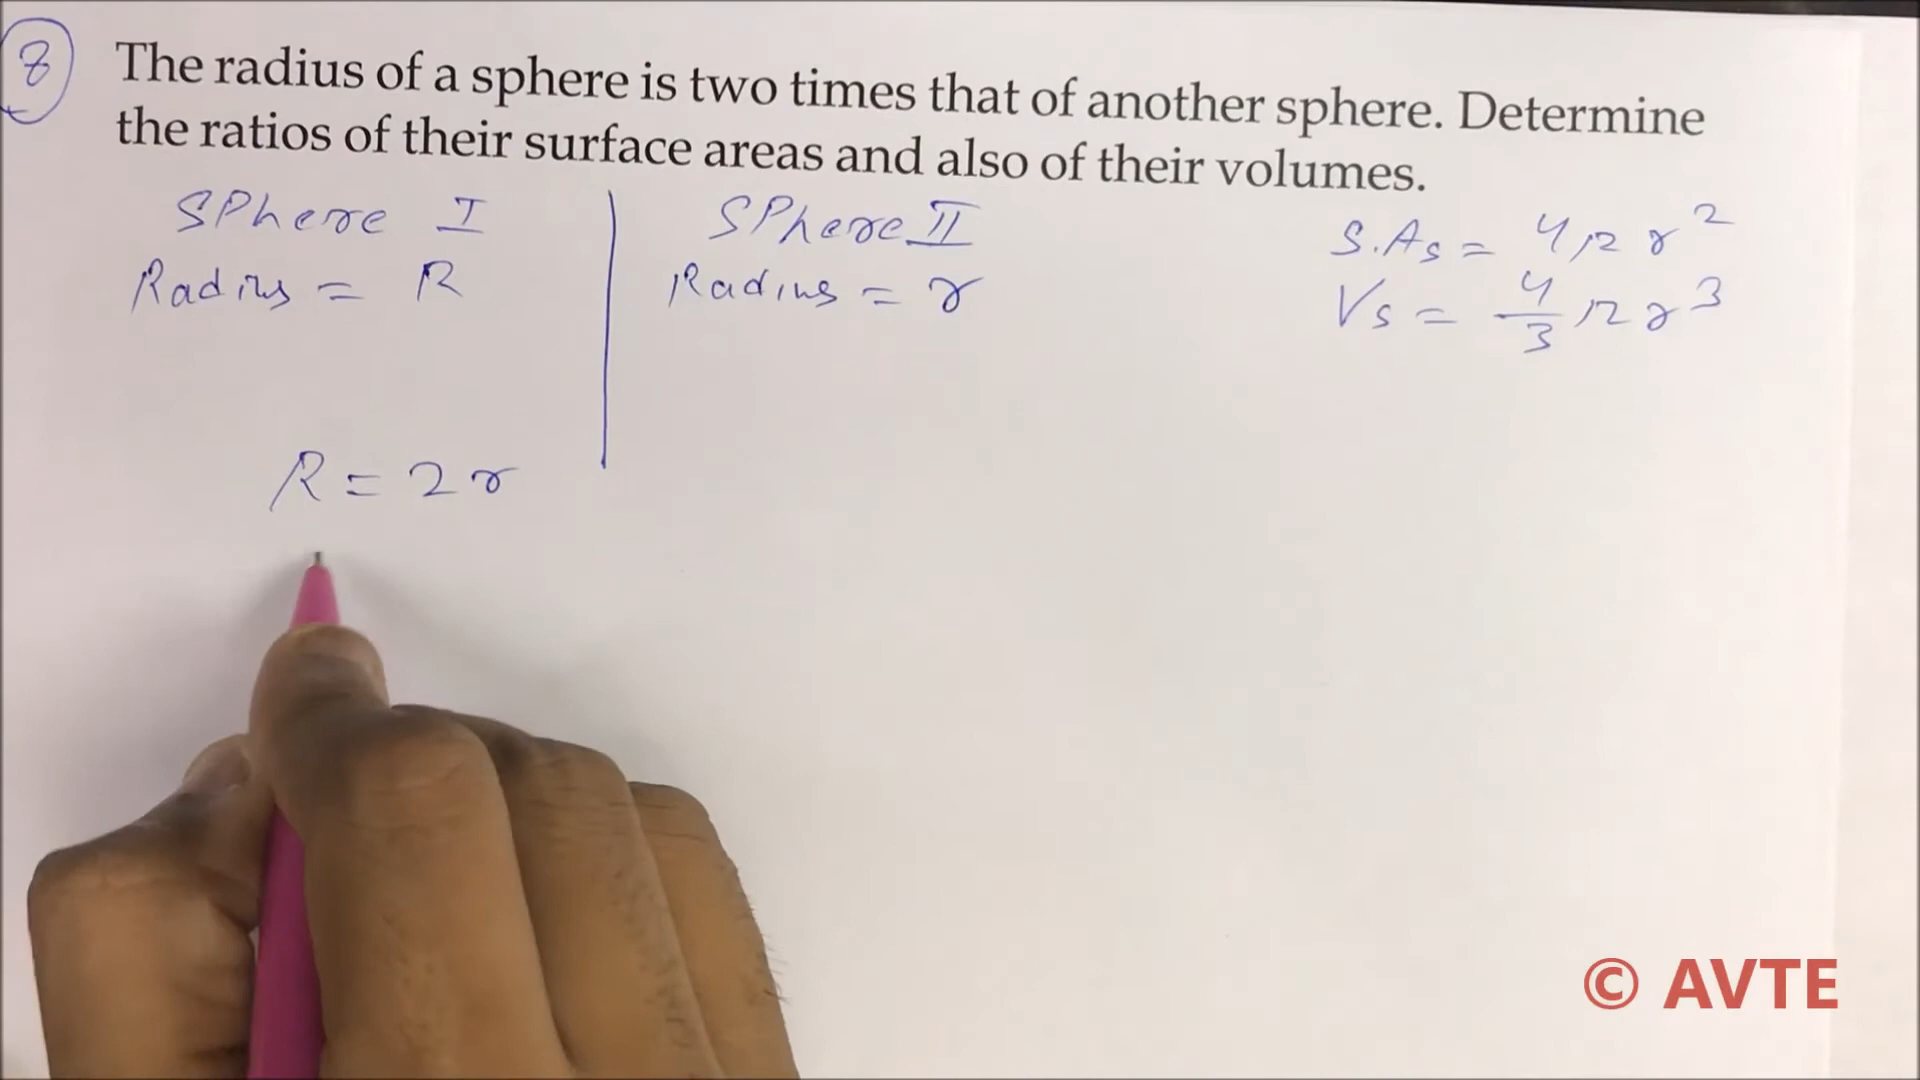 8
The radius of a sphere is two times that of another sphere. Determine
the ratios of their surface areas and also of their volumes.
SPhere I
Radius = R
SPhere II
Radius = r
S.As = 4πr²
Vs = 4/3 πr³
R = 2r
© AVTE